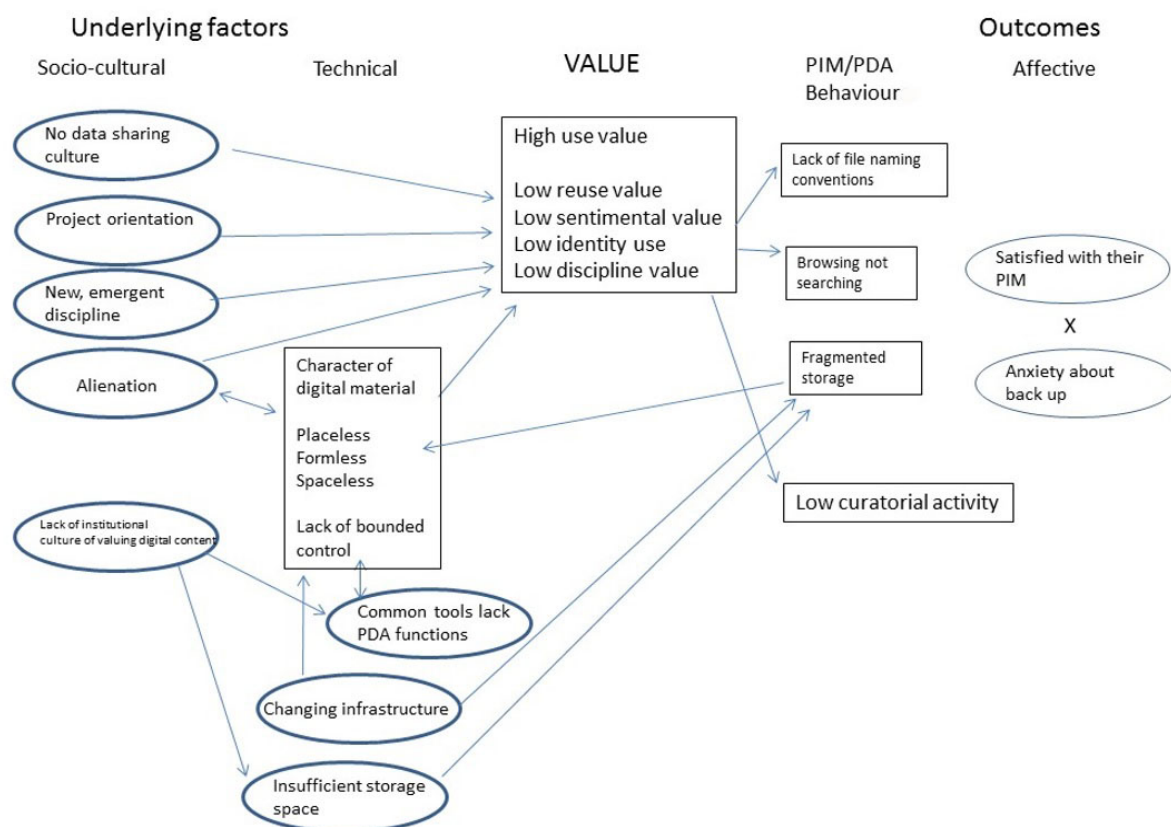 Underlying factors
Outcomes
Socio-cultural
Technical
VALUE
PIM/PDA
Behaviour
Affective
No data sharing
culture
Project orientation
New, emergent
discipline
Alienation
Lack of institutional
culture of valuing digital content
Character of
digital material
Placeless
Formless
Spaceless
Lack of bounded
control
Common tools lack
PDA functions
Changing infrastructure
Insufficient storage
space
High use value
Low reuse value
Low sentimental value
Low identity use
Low discipline value
Lack of file naming
conventions
Browsing not
searching
Fragmented
storage
Low curatorial activity
Satisfied with their
PIM
X
Anxiety about
back up